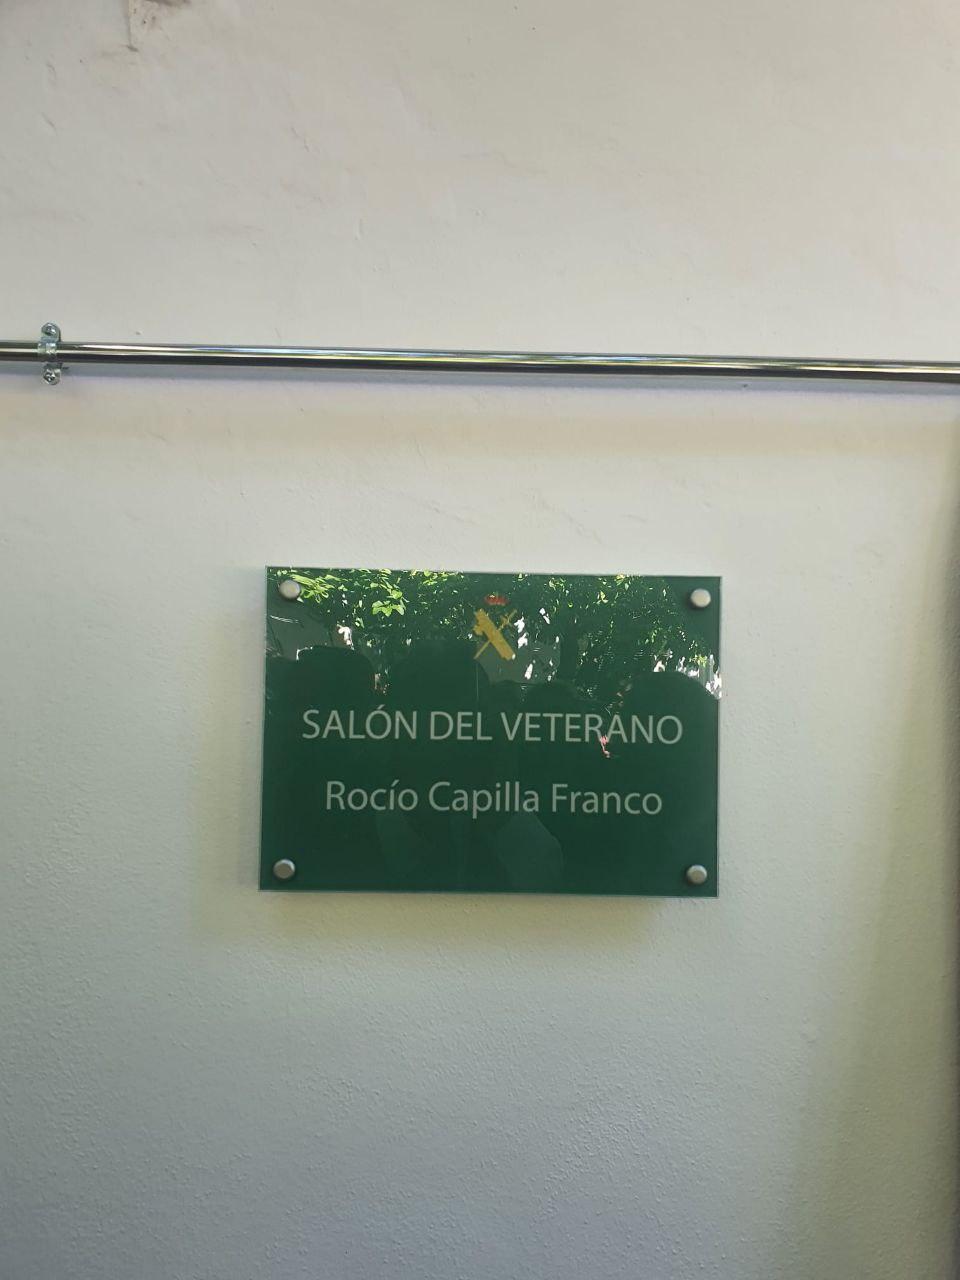 SALÓN DEL VETERANO
Rocío Capilla Franco